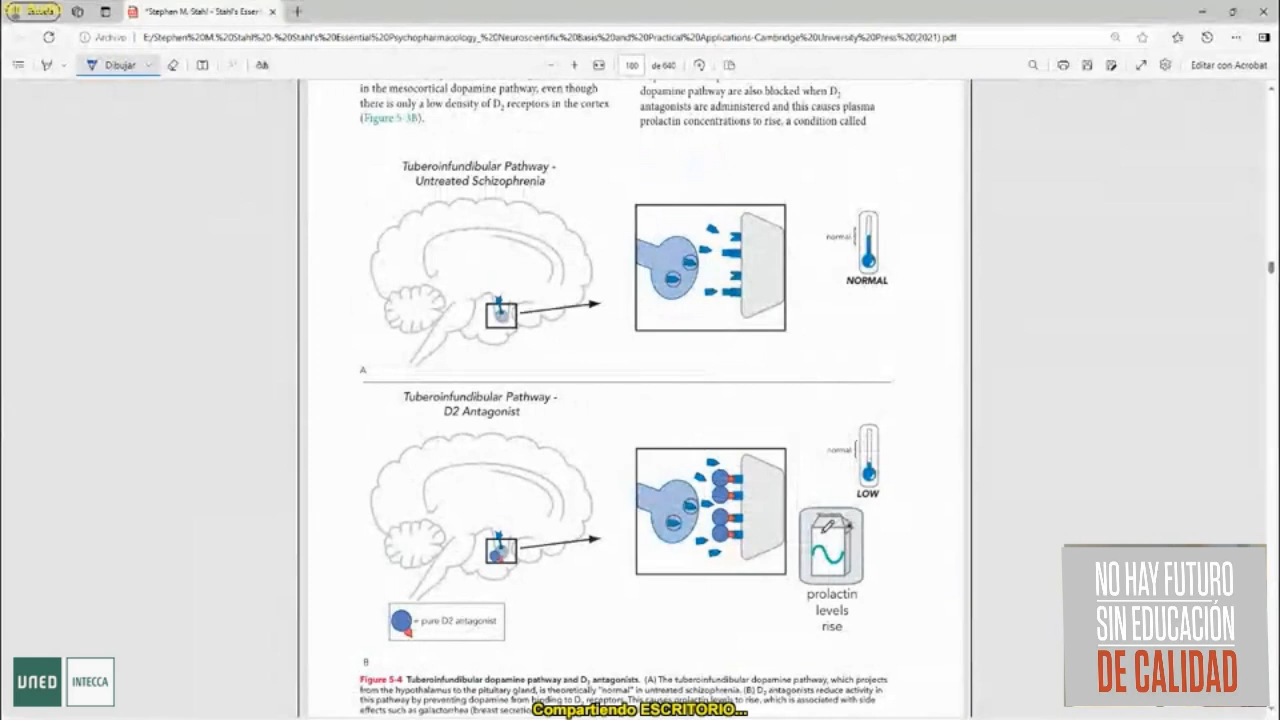 Escuela
*Stephen M. Stahl - Stahl's Essen
Archivo
E:/Stephen%20M.%20Stahl%20-%20Stahl's%20Essential%20Psychopharmacology_%20Neuroscientific%20Basis%20and%20Practical%20Applications-Cambridge%20University%20Press%20(2021).pdf
Dibujar
180 de 640
Editar con Acrobat
in the mesocortical dopamine pathway, even though
there is only a low density of D2 receptors in the cortex
(Figure 5-3B).
dopamine pathway are also blocked when D2
antagonists are administered and this causes plasma
prolactin concentrations to rise, a condition called
Tuberoinfundibular Pathway -
Untreated Schizophrenia
normal
NORMAL
A
Tuberoinfundibular Pathway -
D2 Antagonist
normal
LOW
prolactin
levels
rise
= pure D2 antagonist
B
Figure 5-4 Tuberoinfundibular dopamine pathway and D2 antagonists. (A) The tuberoinfundibular dopamine pathway, which projects
from the hypothalamus to the pituitary gland, is theoretically "normal" in untreated schizophrenia. (B) D2 antagonists reduce activity in
this pathway by preventing dopamine from binding to D2 receptors. This causes prolactin levels to rise, which is associated with side
effects such as galactorrhea (breast secretio
Compartiendo ESCRITORIO...
UNED
INTECCA
NO HAY FUTURO
SIN EDUCACIÓN
DE CALIDAD